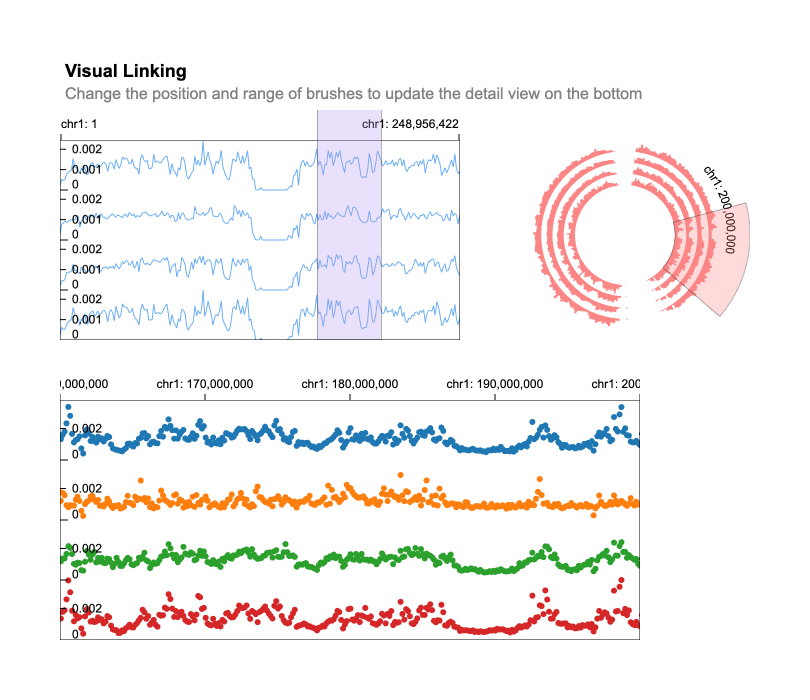 Visual Linking
Change the position and range of brushes to update the detail view on the bottom
chr1: 1
chr1: 248,956,422
0.002
0.001
0
0.002
0.001
0
0.002
0.001
0
0.002
0.001
0
chr1: 200,000,000
0,000,000
chr1: 170,000,000
chr1: 180,000,000
chr1: 190,000,000
chr1: 200
0.002
0
0.002
0
0.002
0
0.002
0